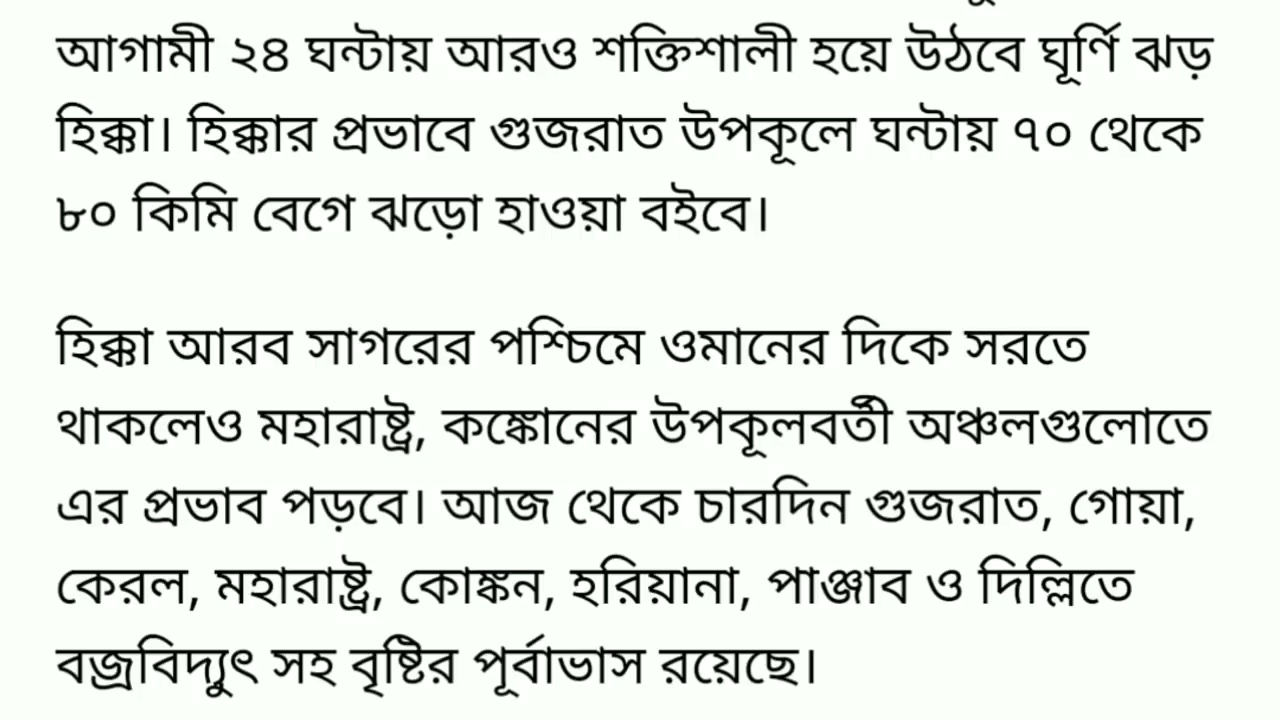 আগামী ২৪ ঘন্টায় আরও শক্তিশালী হয়ে উঠবে ঘূর্ণি ঝড়
হিক্কা। হিক্কার প্রভাবে গুজরাত উপকূলে ঘন্টায় ৭০ থেকে
৮০ কিমি বেগে ঝড়ো হাওয়া বইবে।
হিক্কা আরব সাগরের পশ্চিমে ওমানের দিকে সরতে
থাকলেও মহারাষ্ট্র, কঙ্কোনের উপকূলবর্তী অঞ্চলগুলোতে
এর প্রভাব পড়বে। আজ থেকে চারদিন গুজরাত, গোয়া,
কেরল, মহারাষ্ট্র, কোঙ্কন, হরিয়ানা, পাঞ্জাব ও দিল্লিতে
বজ্রবিদ্যুৎ সহ বৃষ্টির পূর্বাভাস রয়েছে।